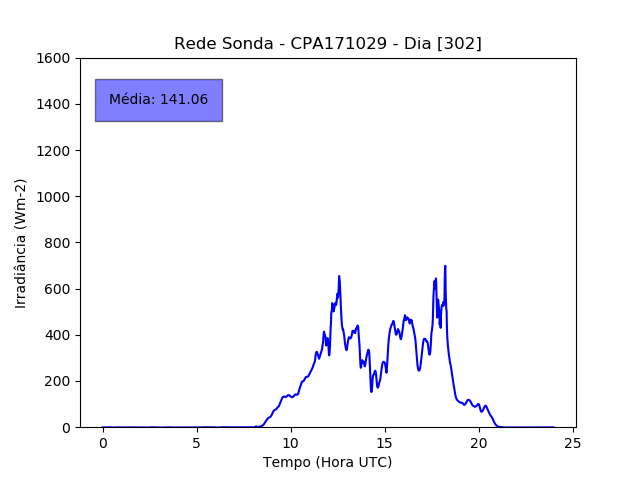 Rede Sonda - CPA171029 - Dia [302]
1600
1400
1200
1000
800
600
400
200
0
Irradiância (Wm-2)
Média: 141.06
0 5 10 15 20 25
Tempo (Hora UTC)